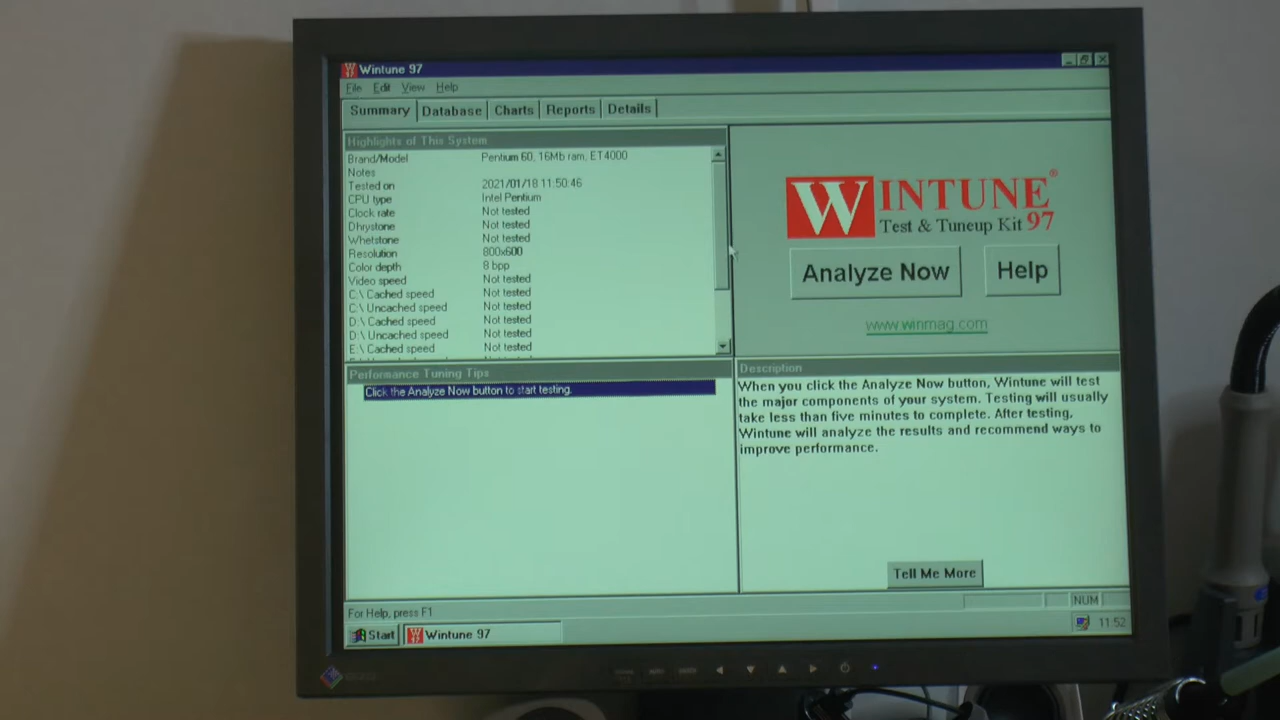 Wintune 97
File Edit View Help
Summary Database Charts Reports Details
Highlights of This System
Brand/Model Pentium 60, 16Mb ram, ET4000
Notes
Tested on 2021/01/18 11:50:46
CPU type Intel Pentium
Clock rate Not tested
Dhrystone Not tested
Whetstone Not tested
Resolution 800x600
Color depth 8 bpp
Video speed Not tested
C:\ Cached speed Not tested
C:\ Uncached speed Not tested
D:\ Cached speed Not tested
D:\ Uncached speed Not tested
E:\ Cached speed Not tested
WINTUNE®
Test & Tuneup Kit 97
Analyze Now Help
www.winmag.com
Performance Tuning Tips
Click the Analyze Now button to start testing.
Description
When you click the Analyze Now button, Wintune will test
the major components of your system. Testing will usually
take less than five minutes to complete. After testing,
Wintune will analyze the results and recommend ways to
improve performance.
Tell Me More
For Help, press F1
NUM
Start Wintune 97 11:52